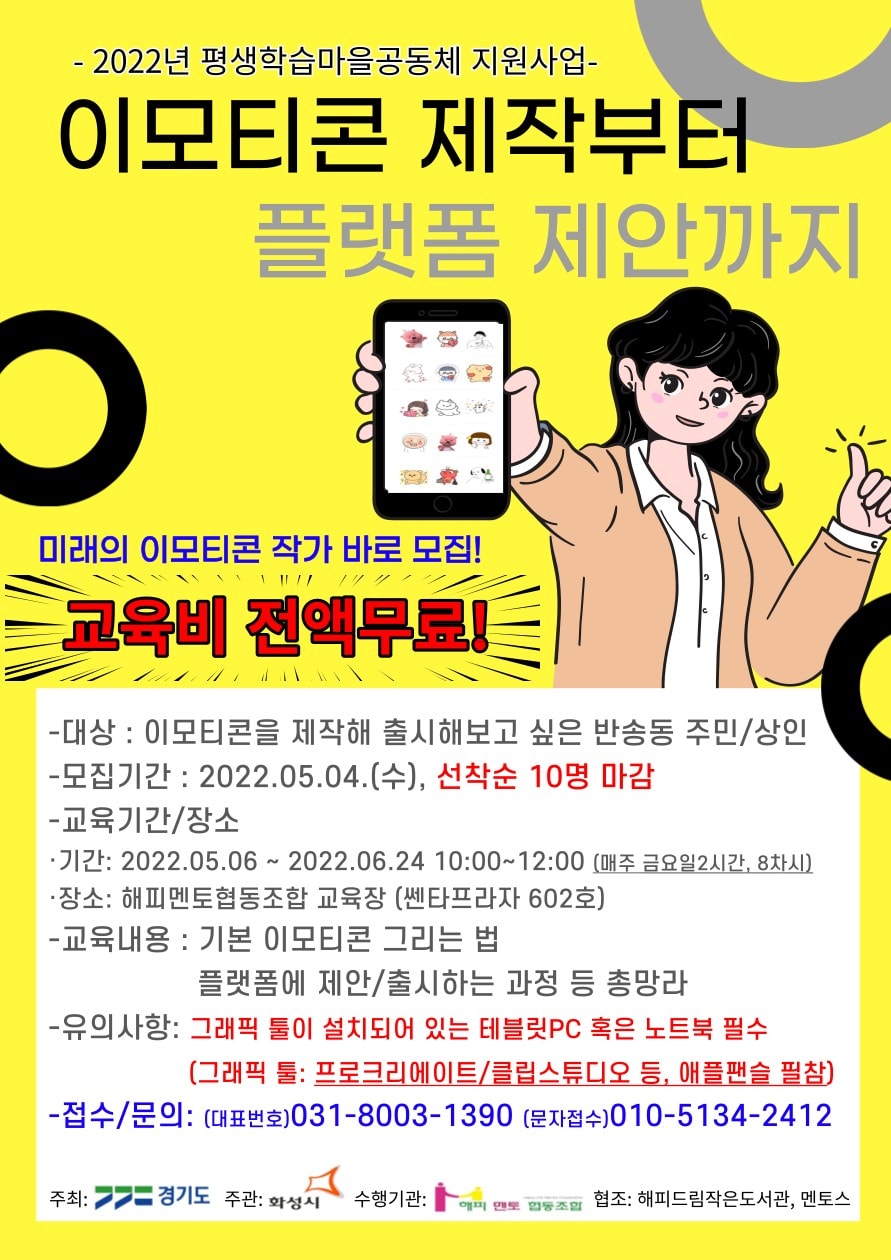 - 2022년 평생학습마을공동체 지원사업-
이모티콘 제작부터
플랫폼 제안까지
미래의 이모티콘 작가 바로 모집!
교육비 전액무료!
-대상 : 이모티콘을 제작해 출시해보고 싶은 반송동 주민/상인
-모집기간 : 2022.05.04.(수), 선착순 10명 마감
-교육기간/장소
·기간: 2022.05.06 ~ 2022.06.24 10:00~12:00 (매주 금요일2시간, 8차시)
·장소: 해피멘토협동조합 교육장 (쎈타프라자 602호)
-교육내용 : 기본 이모티콘 그리는 법
플랫폼에 제안/출시하는 과정 등 총망라
-유의사항: 그래픽 툴이 설치되어 있는 테블릿PC 혹은 노트북 필수
(그래픽 툴: 프로크리에이트/클립스튜디오 등, 애플팬슬 필참)
-접수/문의: (대표번호)031-8003-1390 (문자접수)010-5134-2412
주최: 경기도 주관: 화성시 수행기관: 해피 멘토 협동조합 협조: 해피드림작은도서관, 멘토스